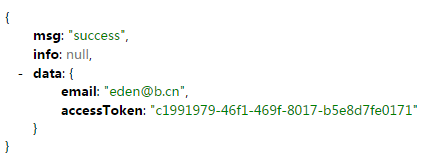 {
msg: "success",
info: null,
- data: {
email: "eden@b.cn",
accessToken: "c1991979-46f1-469f-8017-b5e8d7fe0171"
}
}